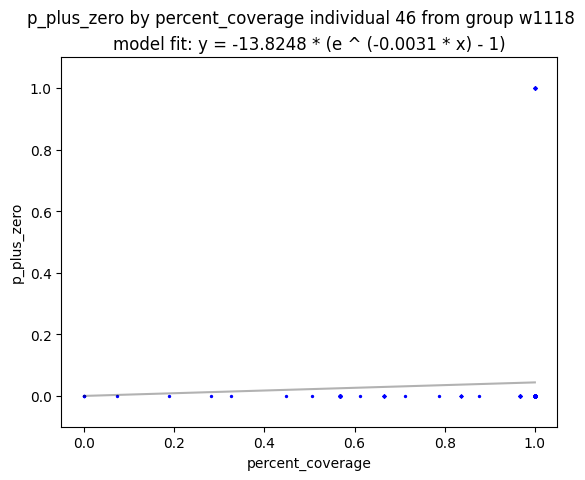 p_plus_zero by percent_coverage individual 46 from group w1118
model fit: y = -13.8248 * (e ^ (-0.0031 * x) - 1)
1.0
0.8
0.6
0.4
0.2
0.0
p_plus_zero
0.0 0.2 0.4 0.6 0.8 1.0
percent_coverage